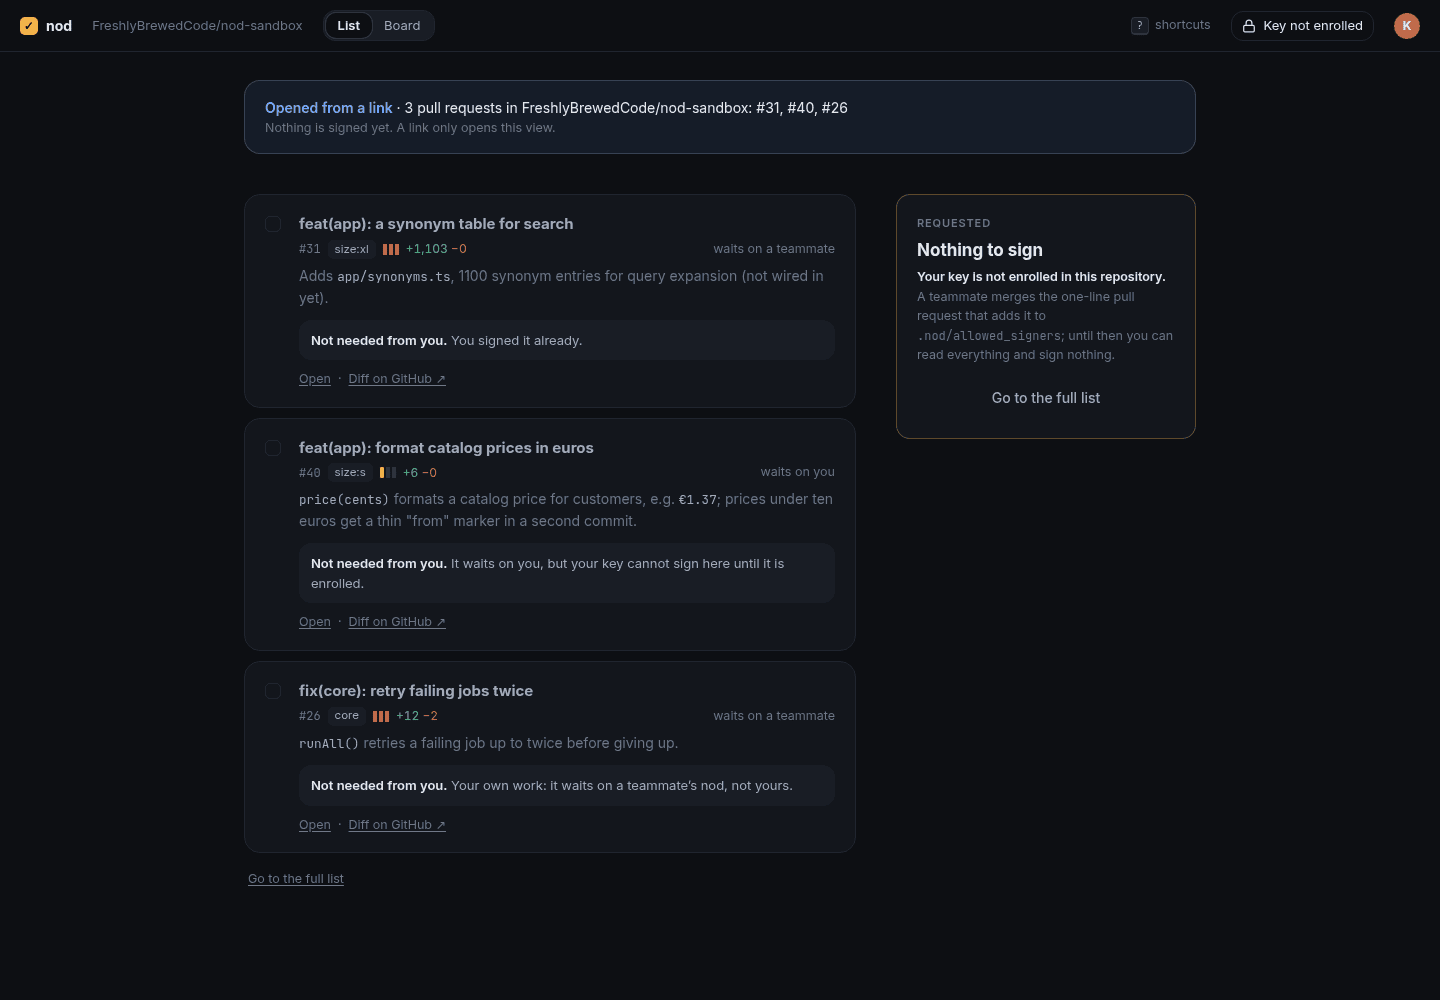 ✓ nod FreshlyBrewedCode/nod-sandbox List Board ? shortcuts Key not enrolled K
Opened from a link · 3 pull requests in FreshlyBrewedCode/nod-sandbox: #31, #40, #26
Nothing is signed yet. A link only opens this view.
feat(app): a synonym table for search
#31 size:xl +1,103 −0 waits on a teammate
Adds app/synonyms.ts, 1100 synonym entries for query expansion (not wired in
yet).
Not needed from you. You signed it already.
Open · Diff on GitHub ↗
feat(app): format catalog prices in euros
#40 size:s +6 −0 waits on you
price(cents) formats a catalog price for customers, e.g. €1.37; prices under ten
euros get a thin "from" marker in a second commit.
Not needed from you. It waits on you, but your key cannot sign here until it is
enrolled.
Open · Diff on GitHub ↗
fix(core): retry failing jobs twice
#26 core +12 −2 waits on a teammate
runAll() retries a failing job up to twice before giving up.
Not needed from you. Your own work: it waits on a teammate’s nod, not yours.
Open · Diff on GitHub ↗
Go to the full list
REQUESTED
Nothing to sign
Your key is not enrolled in this repository.
A teammate merges the one-line pull
request that adds it to
.nod/allowed_signers; until then you can
read everything and sign nothing.
Go to the full list